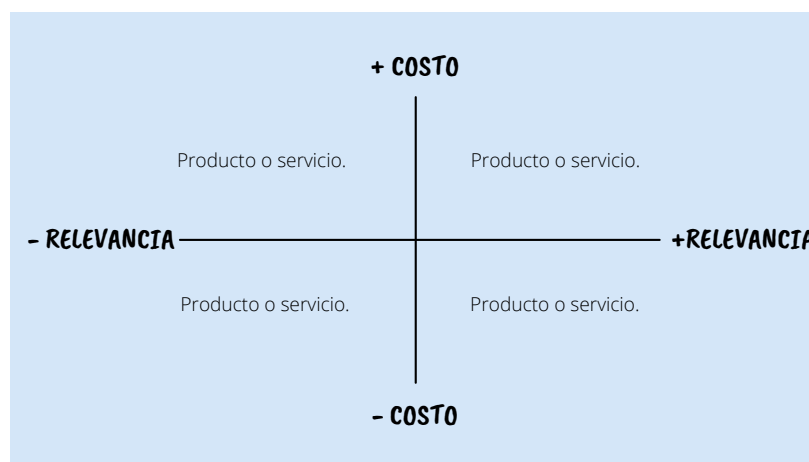 + COSTO
Producto o servicio. Producto o servicio.
- RELEVANCIA +RELEVANCIA
Producto o servicio. Producto o servicio.
- COSTO